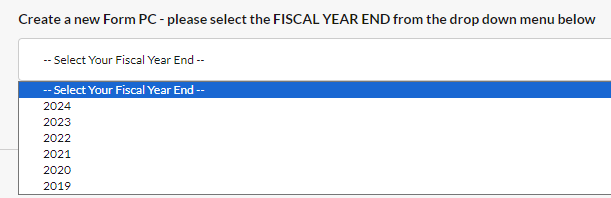 Create a new Form PC - please select the FISCAL YEAR END from the drop down menu below
-- Select Your Fiscal Year End --
-- Select Your Fiscal Year End --
2024
2023
2022
2021
2020
2019